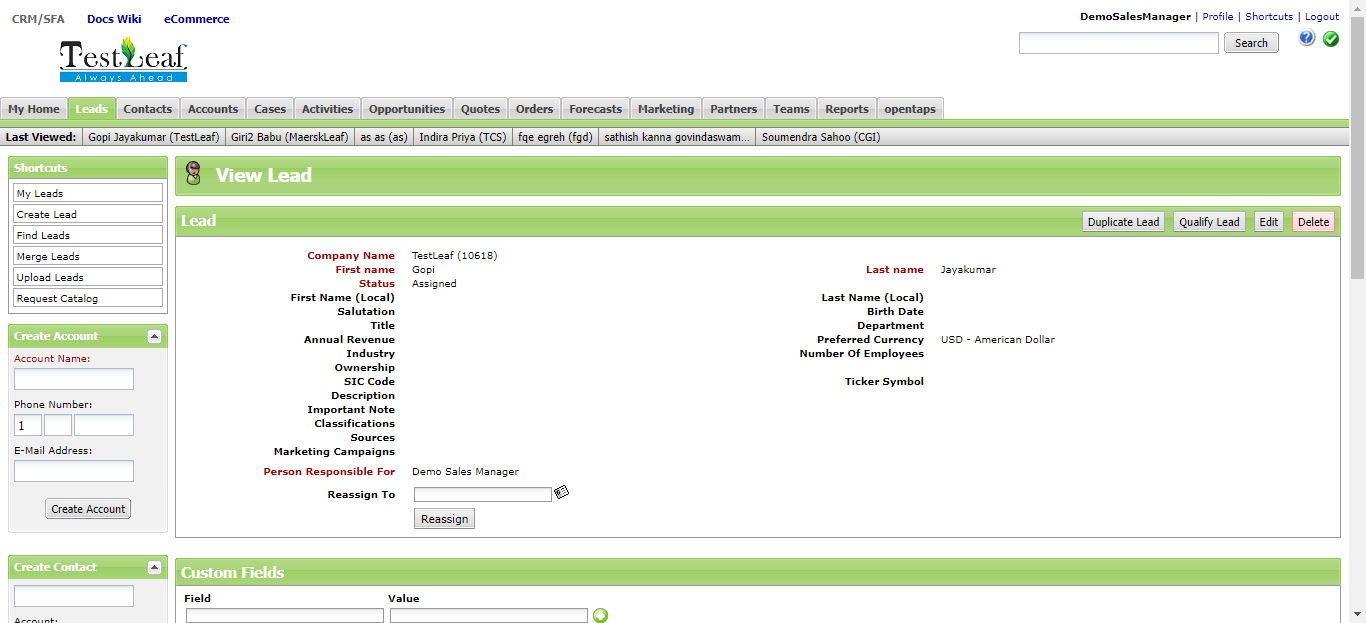 CRM/SFA Docs Wiki eCommerce
DemoSalesManager | Profile | Shortcuts | Logout
TestLeaf
Always Ahead
Search
My Home Leads Contacts Accounts Cases Activities Opportunities Quotes Orders Forecasts Marketing Partners Teams Reports opentaps
Last Viewed: Gopi Jayakumar (TestLeaf) Giri2 Babu (MaerskLeaf) as as (as) Indira Priya (TCS) fqe egreh (fgd) sathish kanna govindaswam... Soumendra Sahoo (CGI)
Shortcuts
My Leads
Create Lead
Find Leads
Merge Leads
Upload Leads
Request Catalog
Create Account
Account Name:
Phone Number:
1
E-Mail Address:
Create Account
Create Contact
Account:
View Lead
Lead
Duplicate Lead Qualify Lead Edit Delete
Company Name TestLeaf (10618)
First name Gopi Last name Jayakumar
Status Assigned
First Name (Local) Last Name (Local)
Salutation Birth Date
Title Department
Annual Revenue Preferred Currency USD - American Dollar
Industry Number Of Employees
Ownership
SIC Code Ticker Symbol
Description
Important Note
Classifications
Sources
Marketing Campaigns
Person Responsible For Demo Sales Manager
Reassign To
Reassign
Custom Fields
Field Value